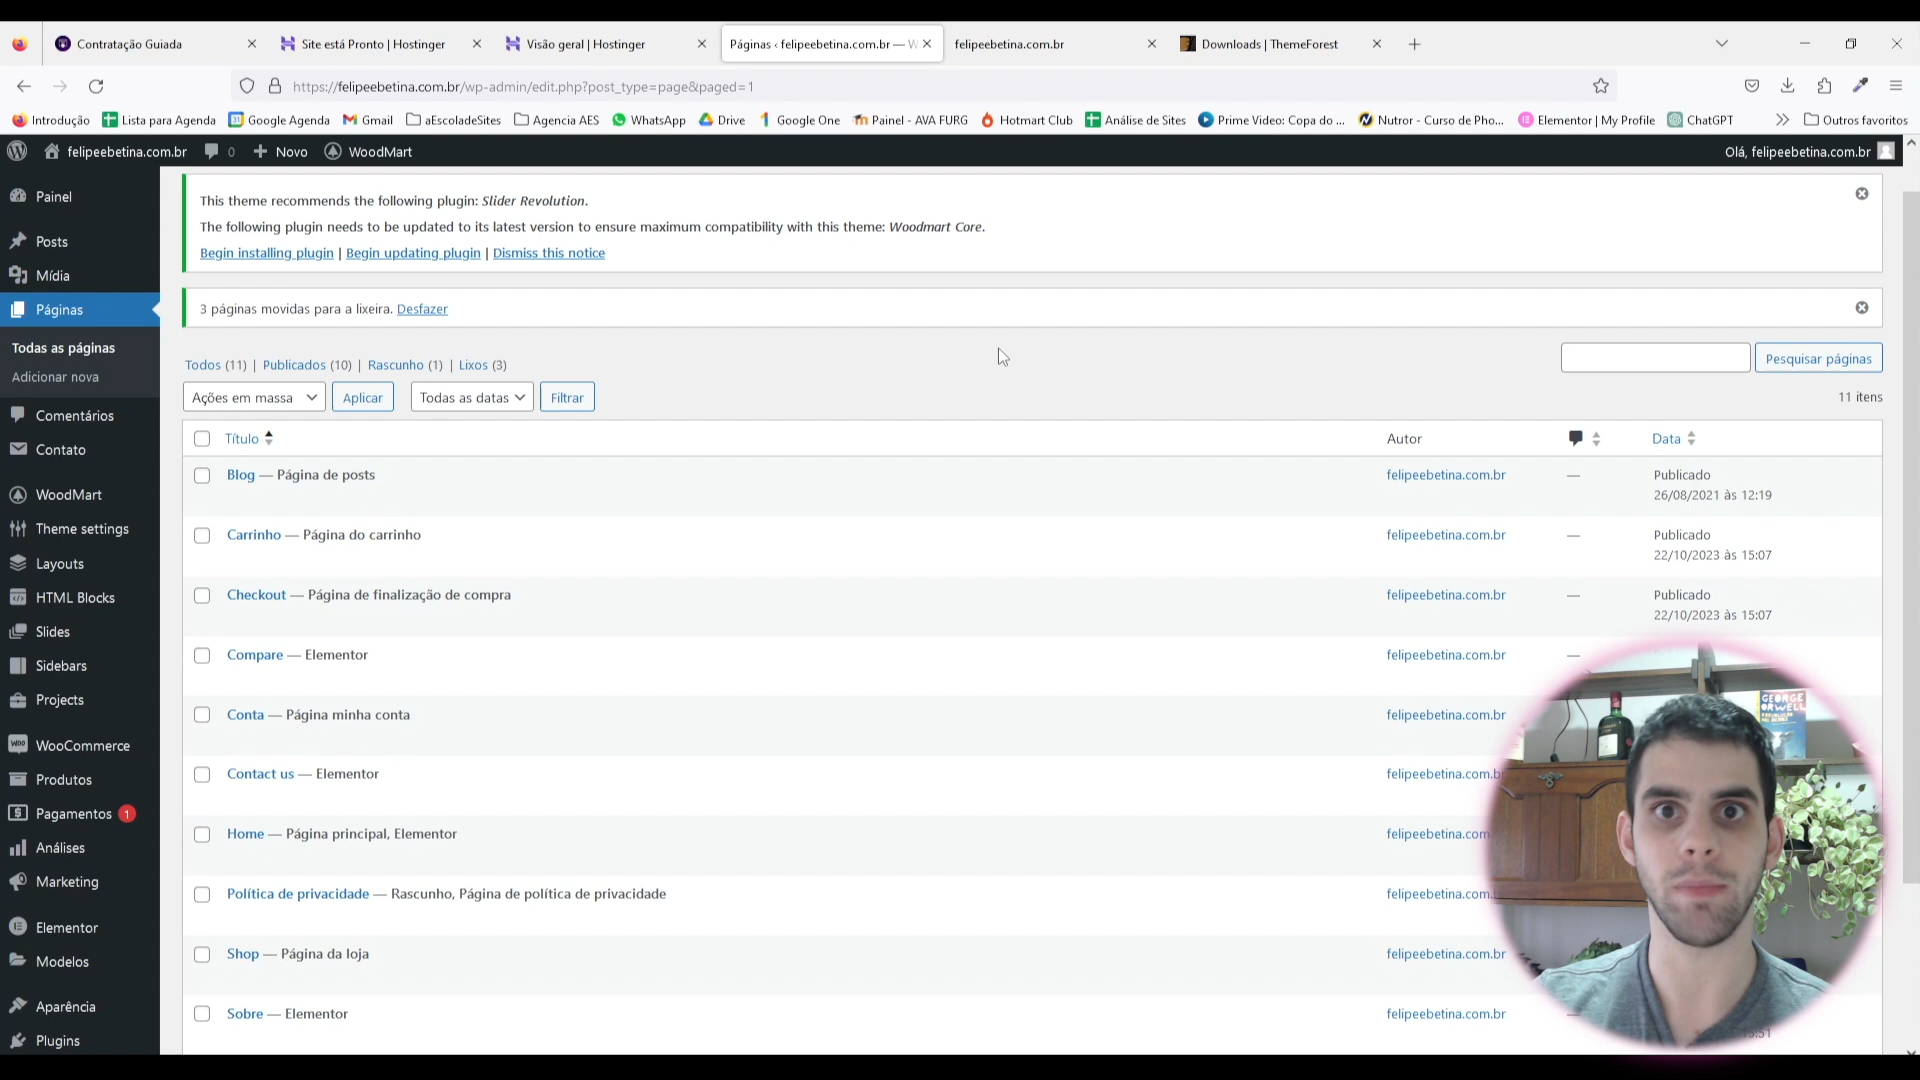 Contratação Guiada
Site está Pronto | Hostinger
Visão geral | Hostinger
Páginas ‹ felipeebetina.com.br — W
felipeebetina.com.br
Downloads | ThemeForest
https://felipeebetina.com.br/wp-admin/edit.php?post_type=page&paged=1
Introdução Lista para Agenda Google Agenda Gmail aEscoladeSites Agencia AES WhatsApp Drive Google One Painel - AVA FURG Hotmart Club Análise de Sites Prime Video: Copa do ... Nutror - Curso de Pho... Elementor | My Profile ChatGPT Outros favoritos
felipeebetina.com.br 0 Novo WoodMart Olá, felipeebetina.com.br
Painel
Posts
Mídia
Páginas
Todas as páginas
Adicionar nova
Comentários
Contato
WoodMart
Theme settings
Layouts
HTML Blocks
Slides
Sidebars
Projects
WooCommerce
Produtos
Pagamentos 1
Análises
Marketing
Elementor
Modelos
Aparência
Plugins
This theme recommends the following plugin: Slider Revolution.
The following plugin needs to be updated to its latest version to ensure maximum compatibility with this theme: Woodmart Core.
Begin installing plugin | Begin updating plugin | Dismiss this notice
3 páginas movidas para a lixeira. Desfazer
Todos (11) | Publicados (10) | Rascunho (1) | Lixos (3)
Pesquisar páginas
Ações em massa Aplicar Todas as datas Filtrar 11 itens
Título Autor Data
Blog — Página de posts felipeebetina.com.br — Publicado
26/08/2021 às 12:19
Carrinho — Página do carrinho felipeebetina.com.br — Publicado
22/10/2023 às 15:07
Checkout — Página de finalização de compra felipeebetina.com.br — Publicado
22/10/2023 às 15:07
Compare — Elementor felipeebetina.com.br —
Conta — Página minha conta felipeebetina.com.br
Contact us — Elementor felipeebetina.com.b
Home — Página principal, Elementor felipeebetina.com.
Política de privacidade — Rascunho, Página de política de privacidade felipeebetina.com.
Shop — Página da loja felipeebetina.com.br
Sobre — Elementor felipeebetina.com.br —
GEORGE
ORWELL